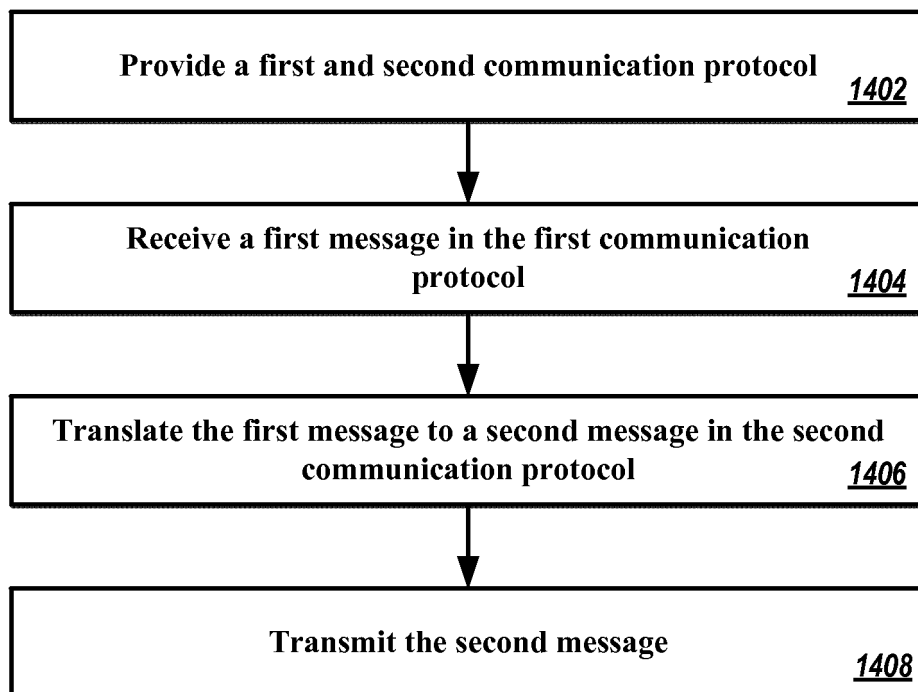 Provide a first and second communication protocol
1402
Receive a first message in the first communication
protocol
1404
Translate the first message to a second message in the second
communication protocol
1406
Transmit the second message
1408